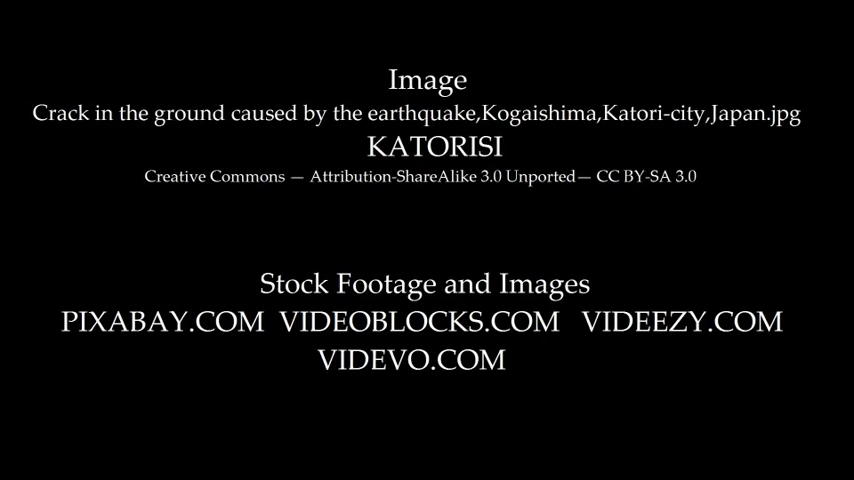 Image
Crack in the ground caused by the earthquake,Kogaishima,Katori-city,Japan.jpg
KATORISI
Creative Commons — Attribution-ShareAlike 3.0 Unported— CC BY-SA 3.0
Stock Footage and Images
PIXABAY.COM VIDEOBLOCKS.COM VIDEEZY.COM
VIDEVO.COM